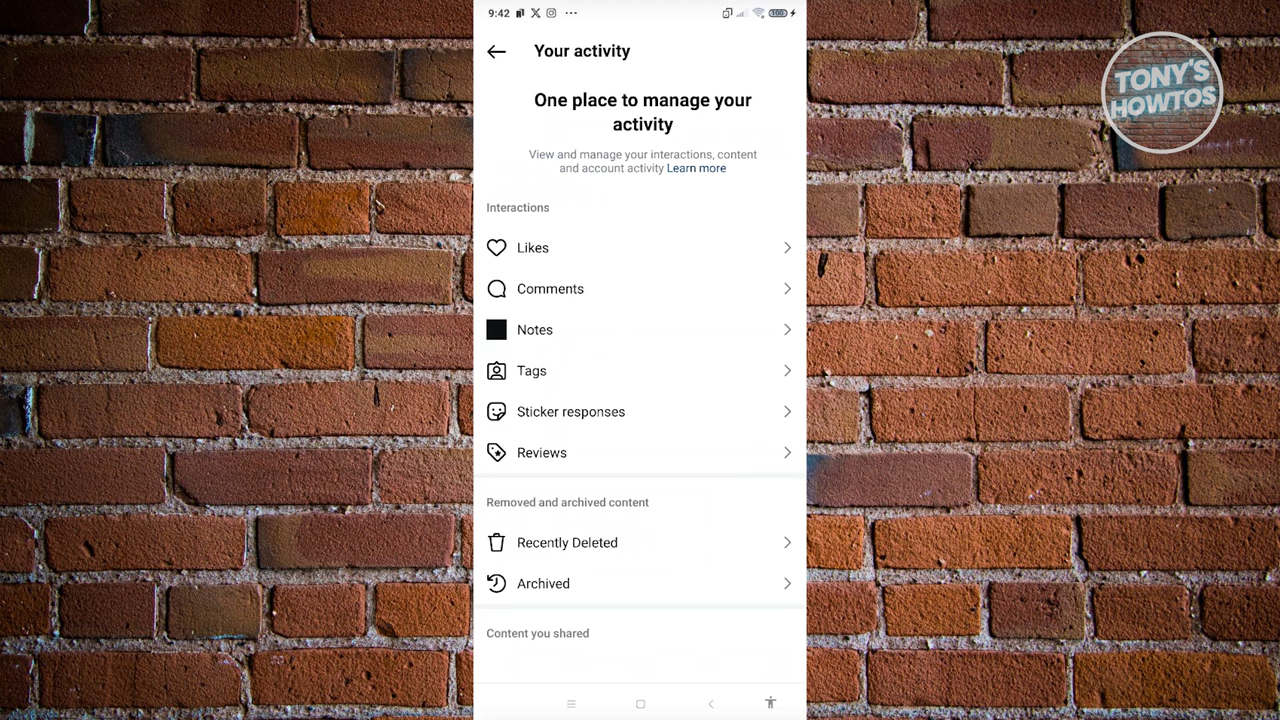 9:42
100
TONY'S
HOWTOS
Your activity
One place to manage your
activity
View and manage your interactions, content
and account activity Learn more
Interactions
Likes
Comments
Notes
Tags
Sticker responses
Reviews
Removed and archived content
Recently Deleted
Archived
Content you shared